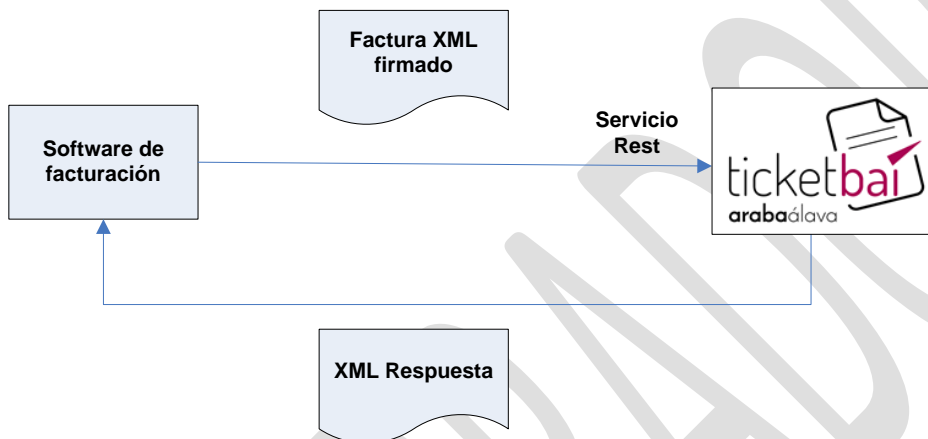 Factura XML
firmado
Servicio
Rest
Software de
facturación
ticketbai
arabaálava
XML Respuesta